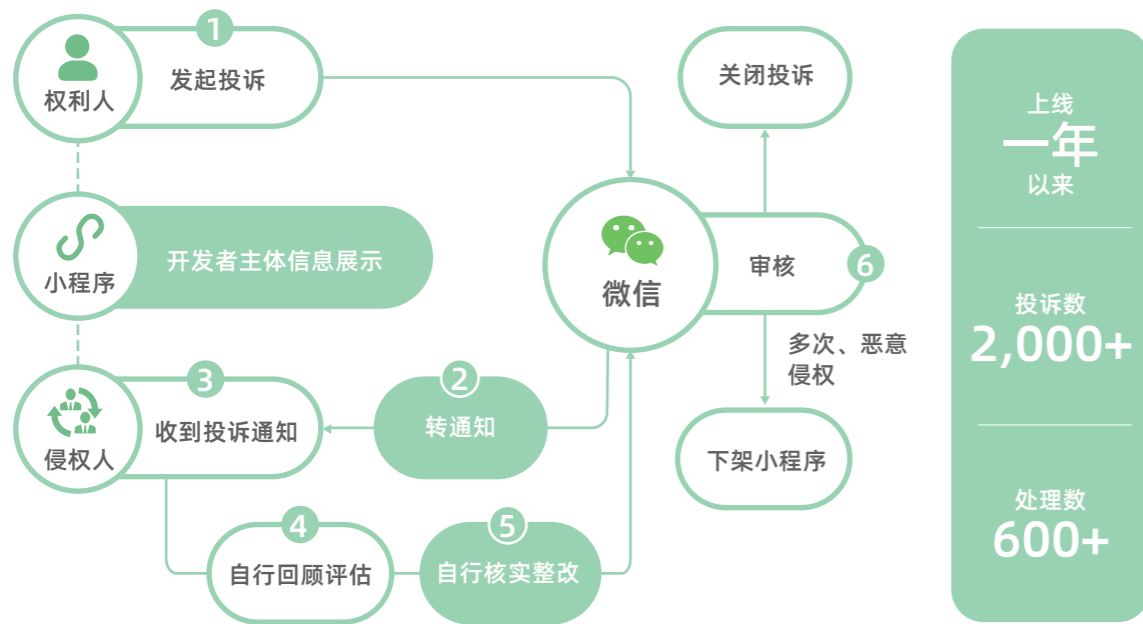 1
发起投诉
权利人
关闭投诉
小程序
开发者主体信息展示
微信
审核
6
多次、恶意
侵权
3
收到投诉通知
侵权人
2
转通知
下架小程序
4
自行回顾评估
5
自行核实整改
上线
一年
以来
投诉数
2,000+
处理数
600+